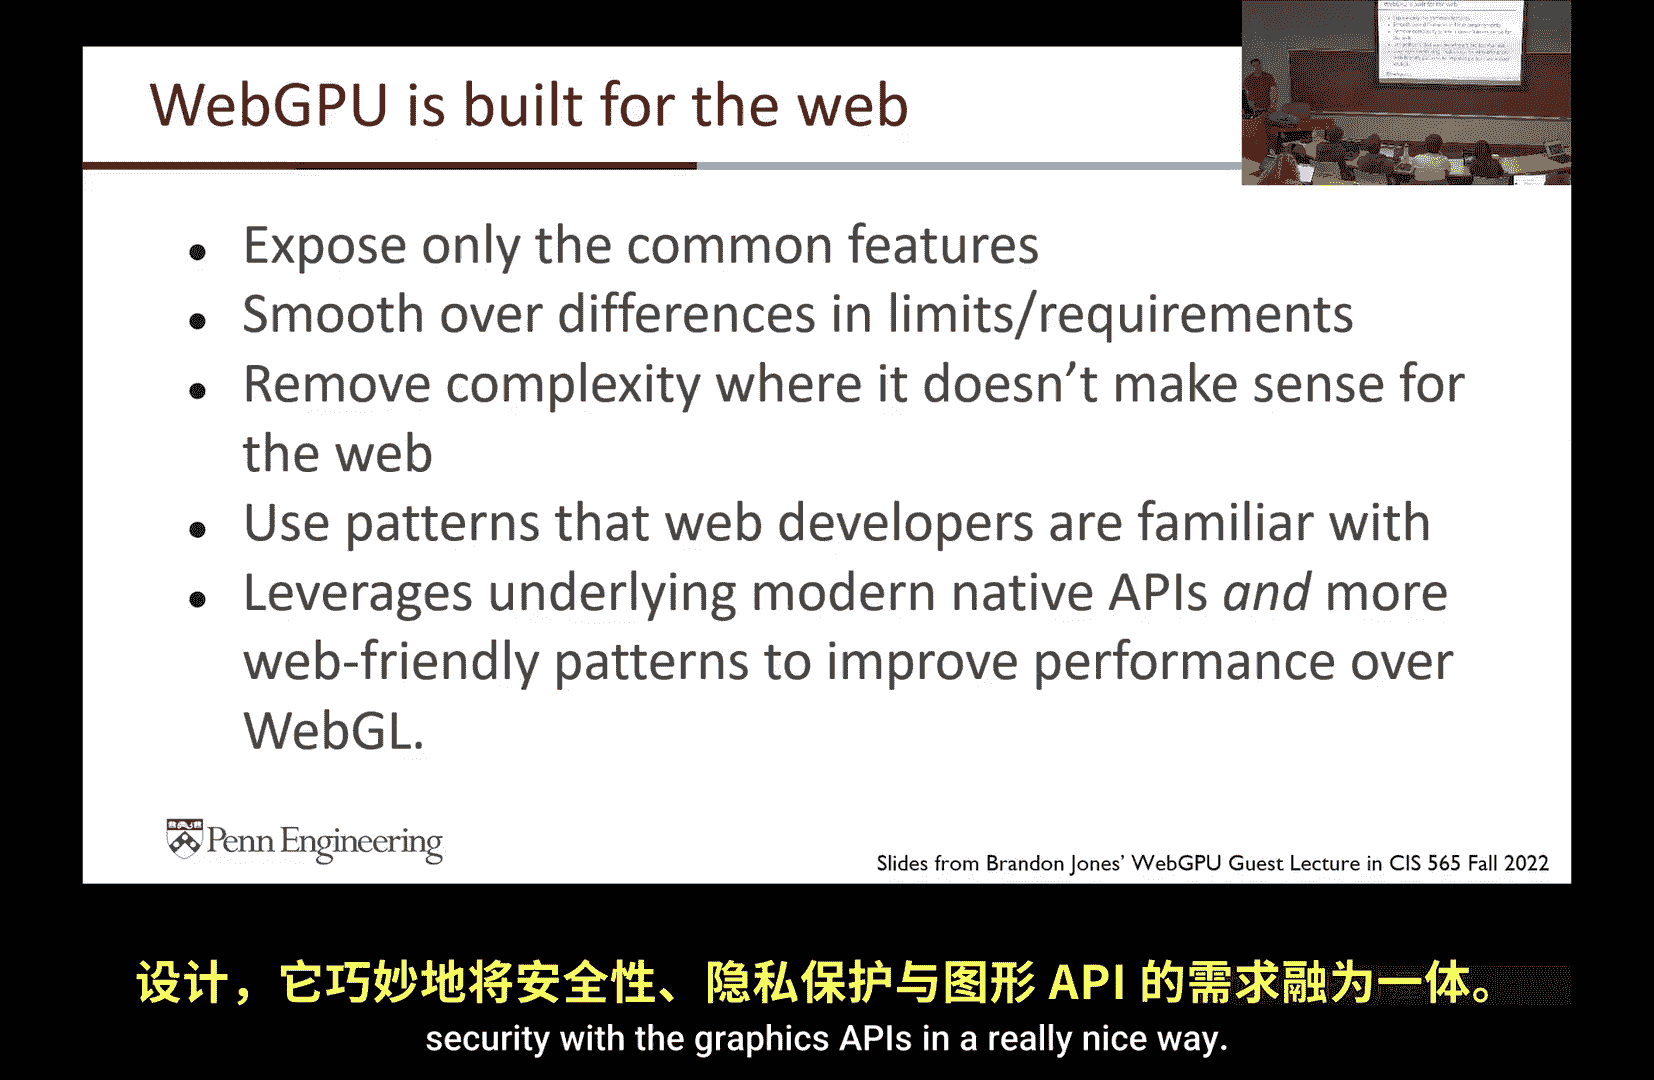 WebGPU is built for the web
Expose only the common features
Smooth over differences in limits/requirements
Remove complexity where it doesn’t make sense for
the web
Use patterns that web developers are familiar with
Leverages underlying modern native APIs and more
web-friendly patterns to improve performance over
WebGL.
Penn Engineering
Slides from Brandon Jones’ WebGPU Guest Lecture in CIS 565 Fall 2022
设计，它巧妙地将安全性、隐私保护与图形 API 的需求融为一体。
security with the graphics APIs in a really nice way.